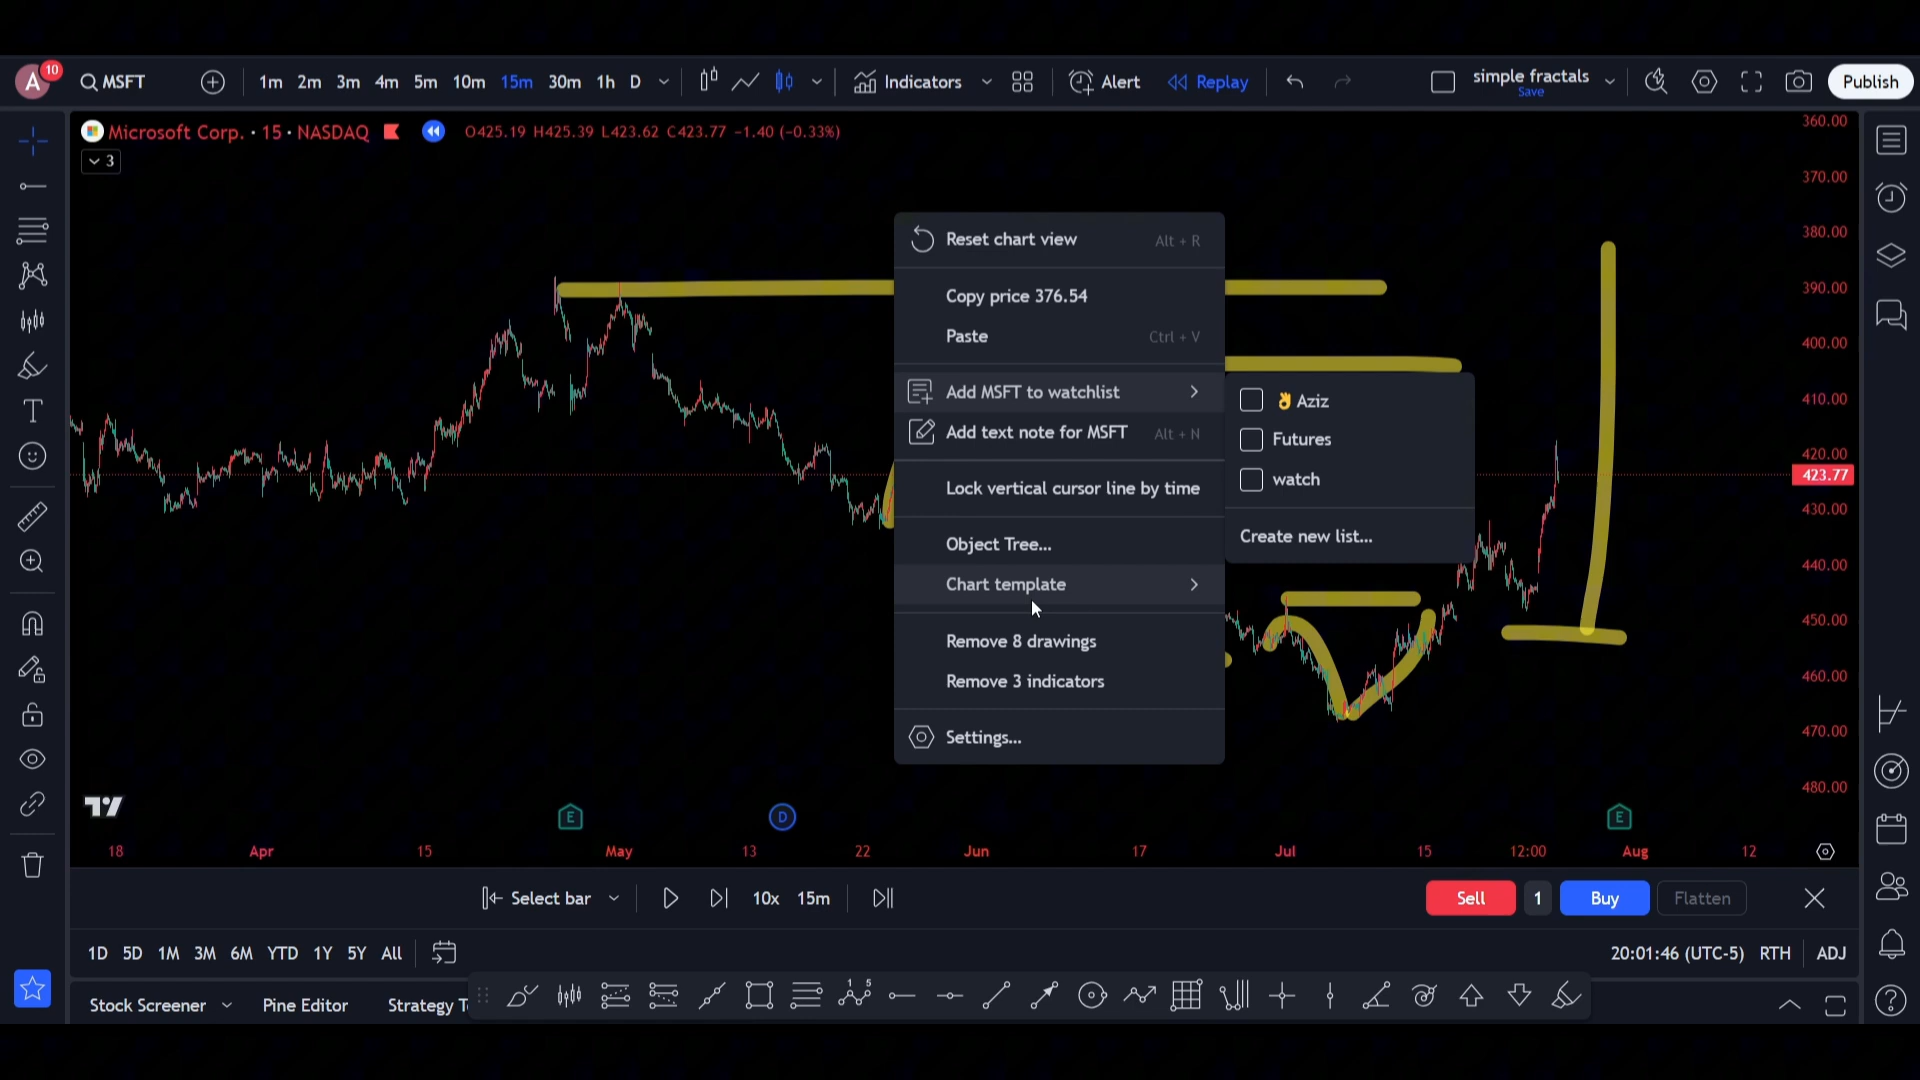 A 10 MSFT 1m 2m 3m 4m 5m 10m 15m 30m 1h D Indicators Alert Replay simple fractals Publish
Save
Microsoft Corp. · 15 · NASDAQ O425.19 H425.39 L423.62 C423.77 −1.40 (−0.33%)
3
360.00
370.00
380.00
390.00
400.00
410.00
420.00
423.77
430.00
440.00
450.00
460.00
470.00
480.00
Reset chart view Alt + R
Copy price 376.54
Paste Ctrl + V
Add MSFT to watchlist
Add text note for MSFT Alt + N
Lock vertical cursor line by time
Object Tree...
Chart template
Remove 8 drawings
Remove 3 indicators
Settings...
👌 Aziz
Futures
watch
Create new list...
E D E
18 Apr 15 May 13 22 Jun 17 Jul 15 12:00 Aug 12
Select bar 10x 15m Sell 1 Buy Flatten
1D 5D 1M 3M 6M YTD 1Y 5Y All 20:01:46 (UTC-5) RTH ADJ
Stock Screener Pine Editor Strategy